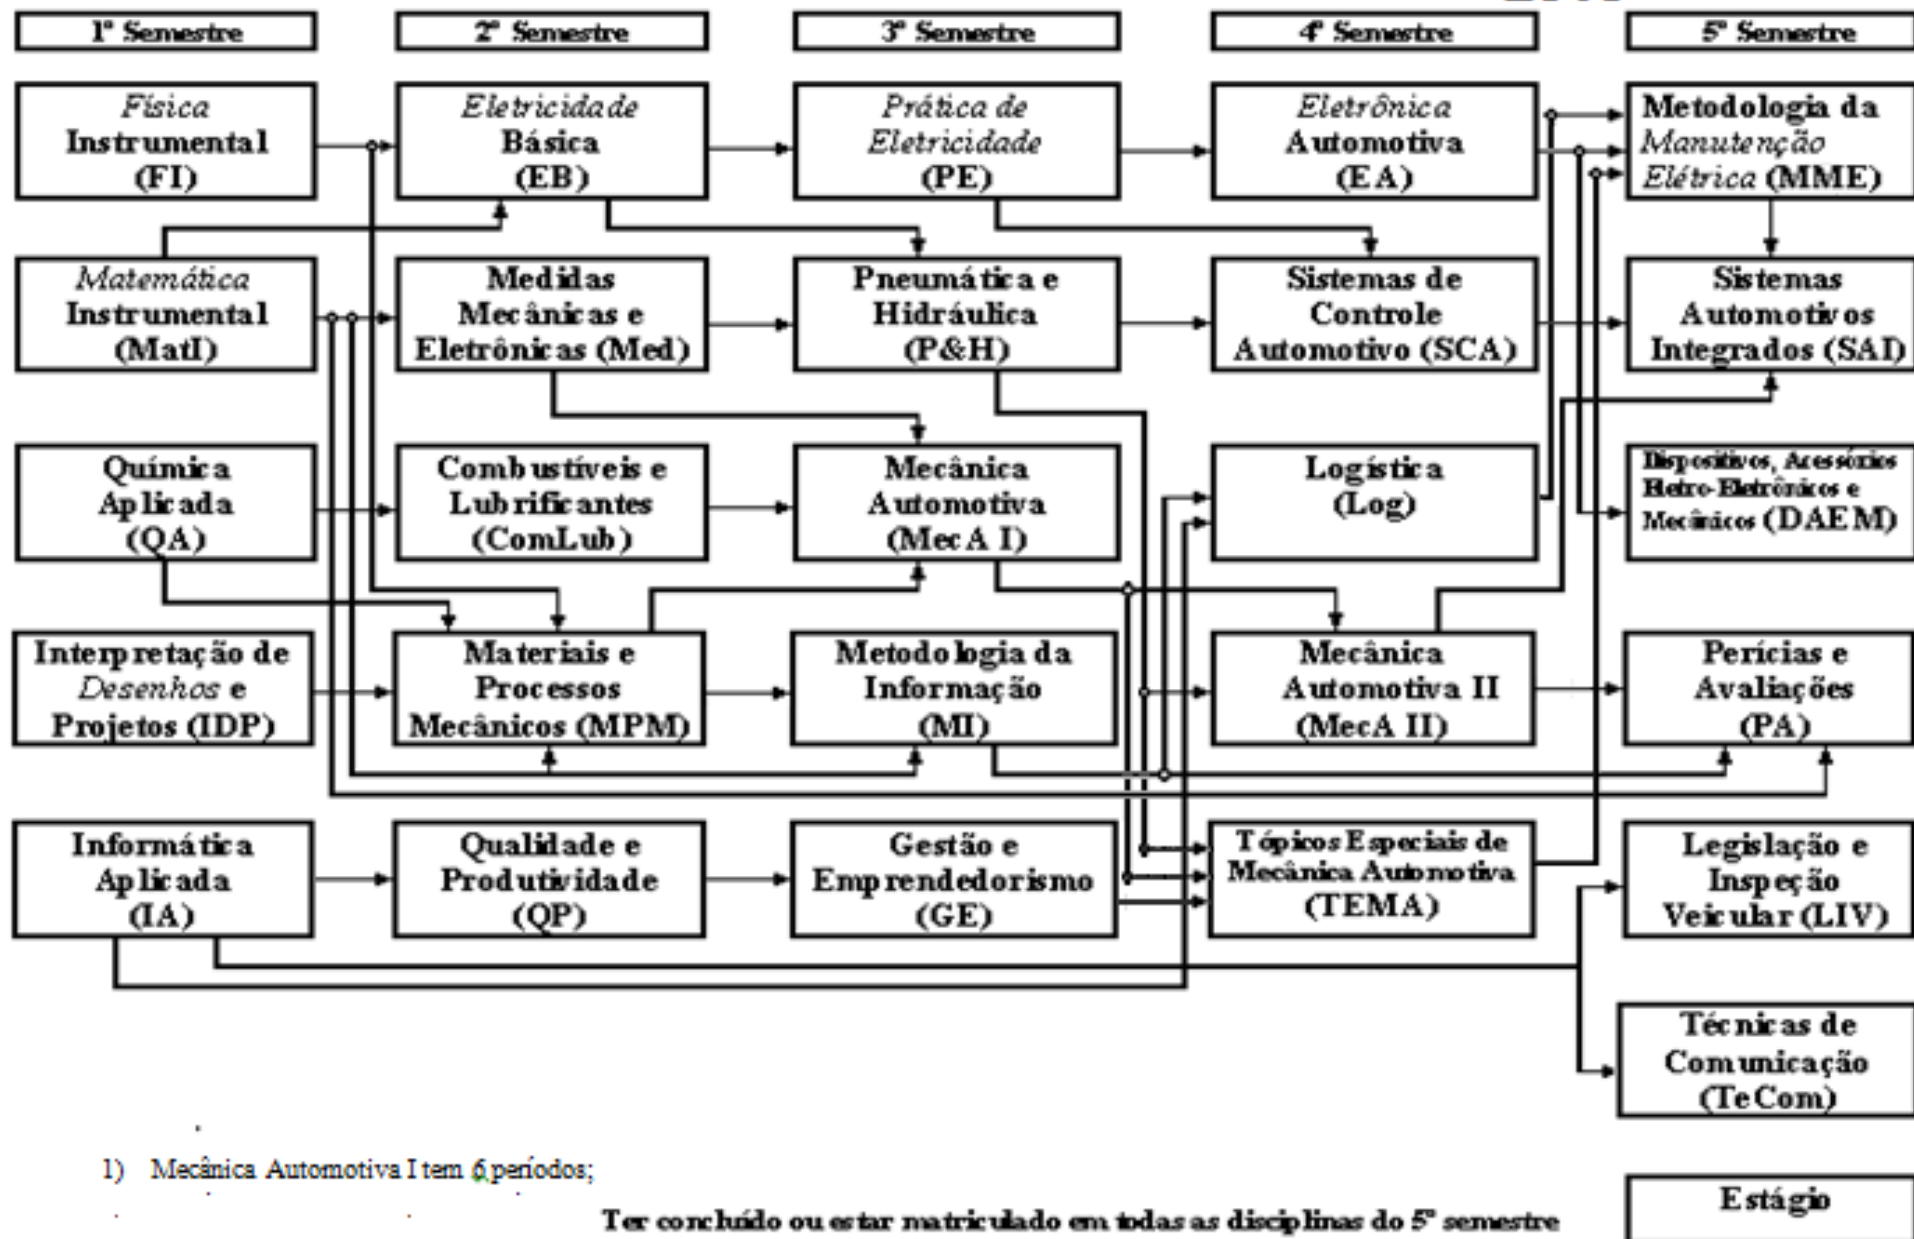 1º Semestre
2º Semestre
3º Semestre
4º Semestre
5º Semestre
Física
Instrumental
(FI)
Eletricidade
Básica
(EB)
Prática de
Eletricidade
(PE)
Eletrônica
Automotiva
(EA)
Metodologia da
Manutenção
Elétrica (MME)
Matemática
Instrumental
(MatI)
Medidas
Mecânicas e
Eletrônicas (Med)
Pneumática e
Hidráulica
(P&H)
Sistemas de
Controle
Automotivo (SCA)
Sistemas
Automotivos
Integrados (SAI)
Química
Aplicada
(QA)
Combustíveis e
Lubrificantes
(ComLub)
Mecânica
Automotiva
(MecA I)
Logística
(Log)
Dispositivos, Acessórios
Eletro-Eletrônicos e
Mecânicos (DAEM)
Interpretação de
Desenhos e
Projetos (IDP)
Materiais e
Processos
Mecânicos (MPM)
Metodologia da
Informação
(MI)
Mecânica
Automotiva II
(MecA II)
Perícias e
Avaliações
(PA)
Informática
Aplicada
(IA)
Qualidade e
Produtividade
(QP)
Gestão e
Emprendedorismo
(GE)
Tópicos Especiais de
Mecânica Automotiva
(TEMA)
Legislação e
Inspeção
Veicular (LIV)
Técnicas de
Comunicação
(TeCom)
1) Mecânica Automotiva I tem 6 períodos;
Ter concluído ou estar matriculado em todas as disciplinas do 5º semestre
Estágio